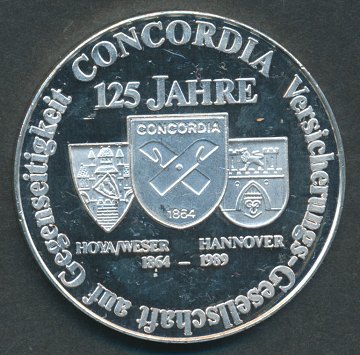 CONCORDIA Versicherungs-Gesellschaft auf Gegenseitigkeit
125 JAHRE
CONCORDIA
1864
HOYA/WESER HANNOVER
1864 – 1989